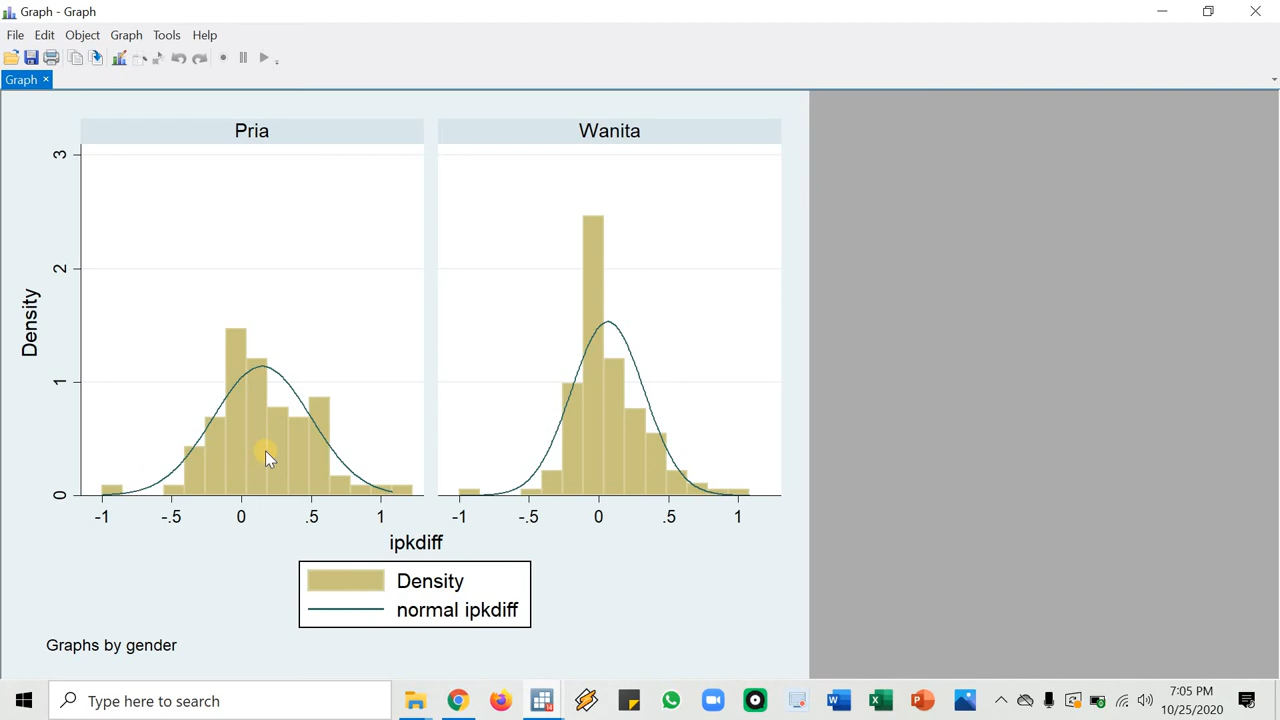 Graph - Graph
File Edit Object Graph Tools Help
Graph ×
Pria Wanita
3
2
1
0
Density
-1 -.5 0 .5 1 -1 -.5 0 .5 1
ipkdiff
Density
normal ipkdiff
Graphs by gender
Type here to search
14
W
X
P
7:05 PM
10/25/2020